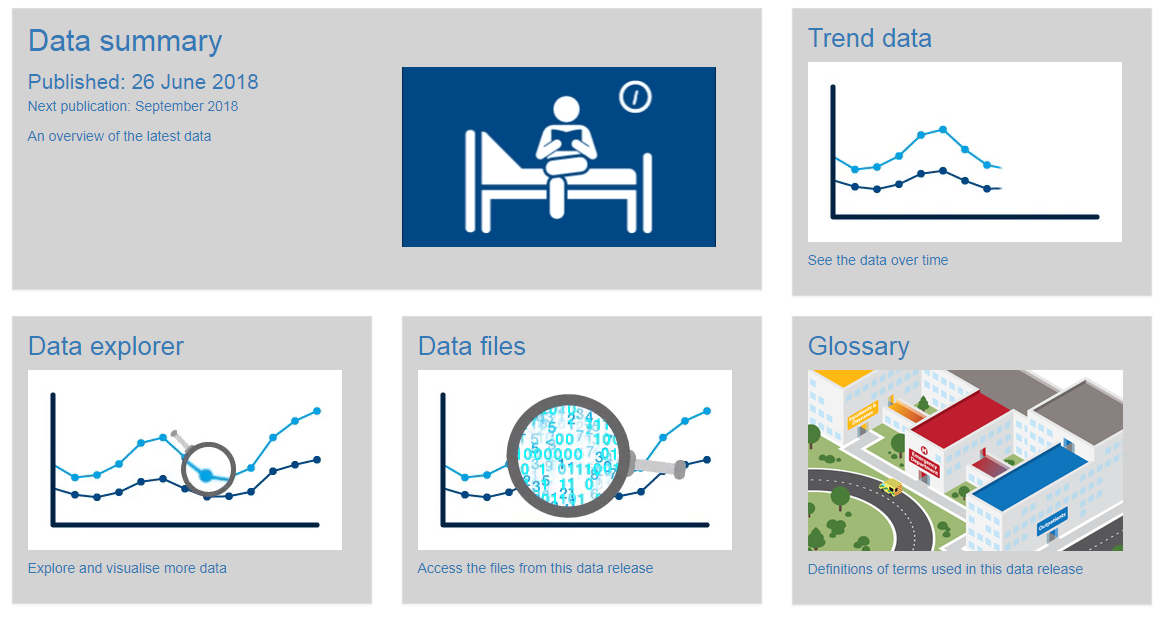 Data summary
Published: 26 June 2018
Next publication: September 2018
An overview of the latest data
Trend data
See the data over time
Data explorer
Explore and visualise more data
Data files
Access the files from this data release
Glossary
Emergency
Department
Outpatients
Definitions of terms used in this data release